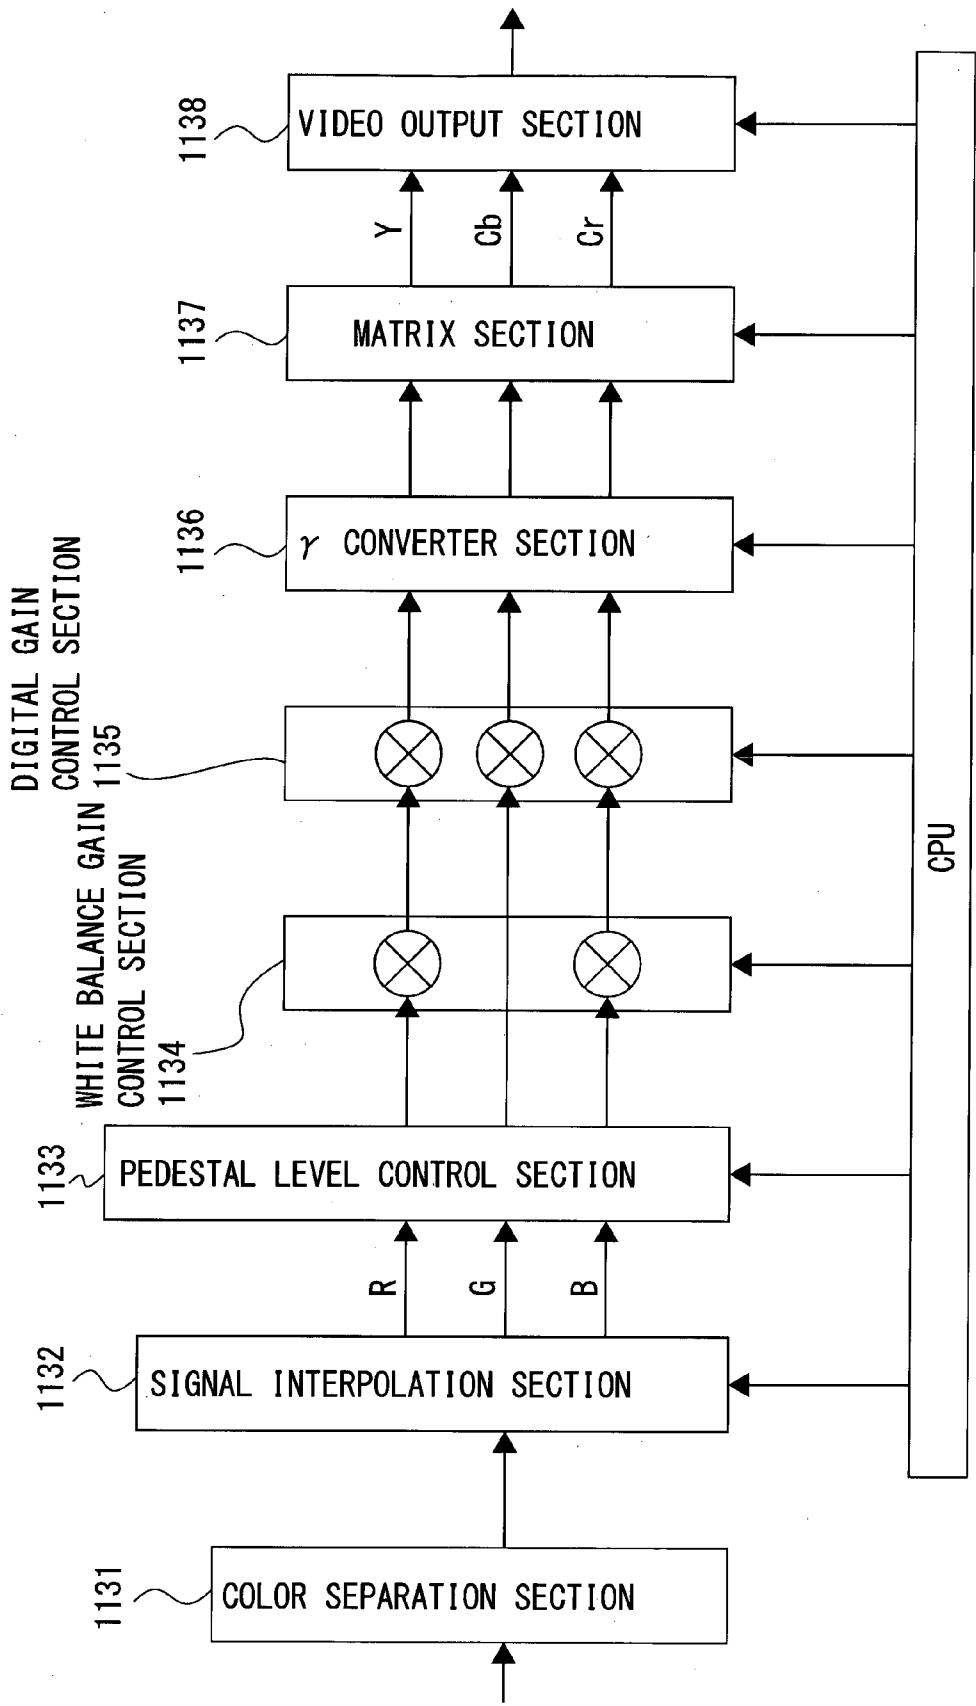 1138
VIDEO OUTPUT SECTION
Y
Cb
Cr
1137
MATRIX SECTION
1136
γ CONVERTER SECTION
DIGITAL GAIN
CONTROL SECTION
1135
WHITE BALANCE GAIN
CONTROL SECTION
1134
1133
PEDESTAL LEVEL CONTROL SECTION
R
G
B
1132
SIGNAL INTERPOLATION SECTION
1131
COLOR SEPARATION SECTION
CPU